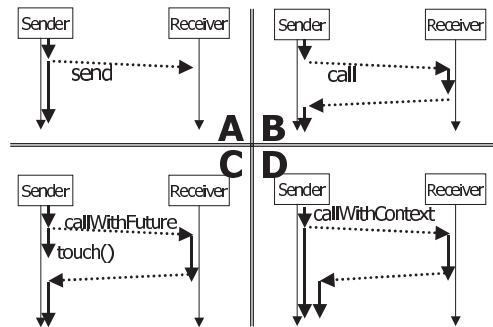 Sender
Receiver
send
A
Sender
Receiver
call
B
C
Sender
Receiver
callWithFuture
touch()
D
Sender
Receiver
callWithContext